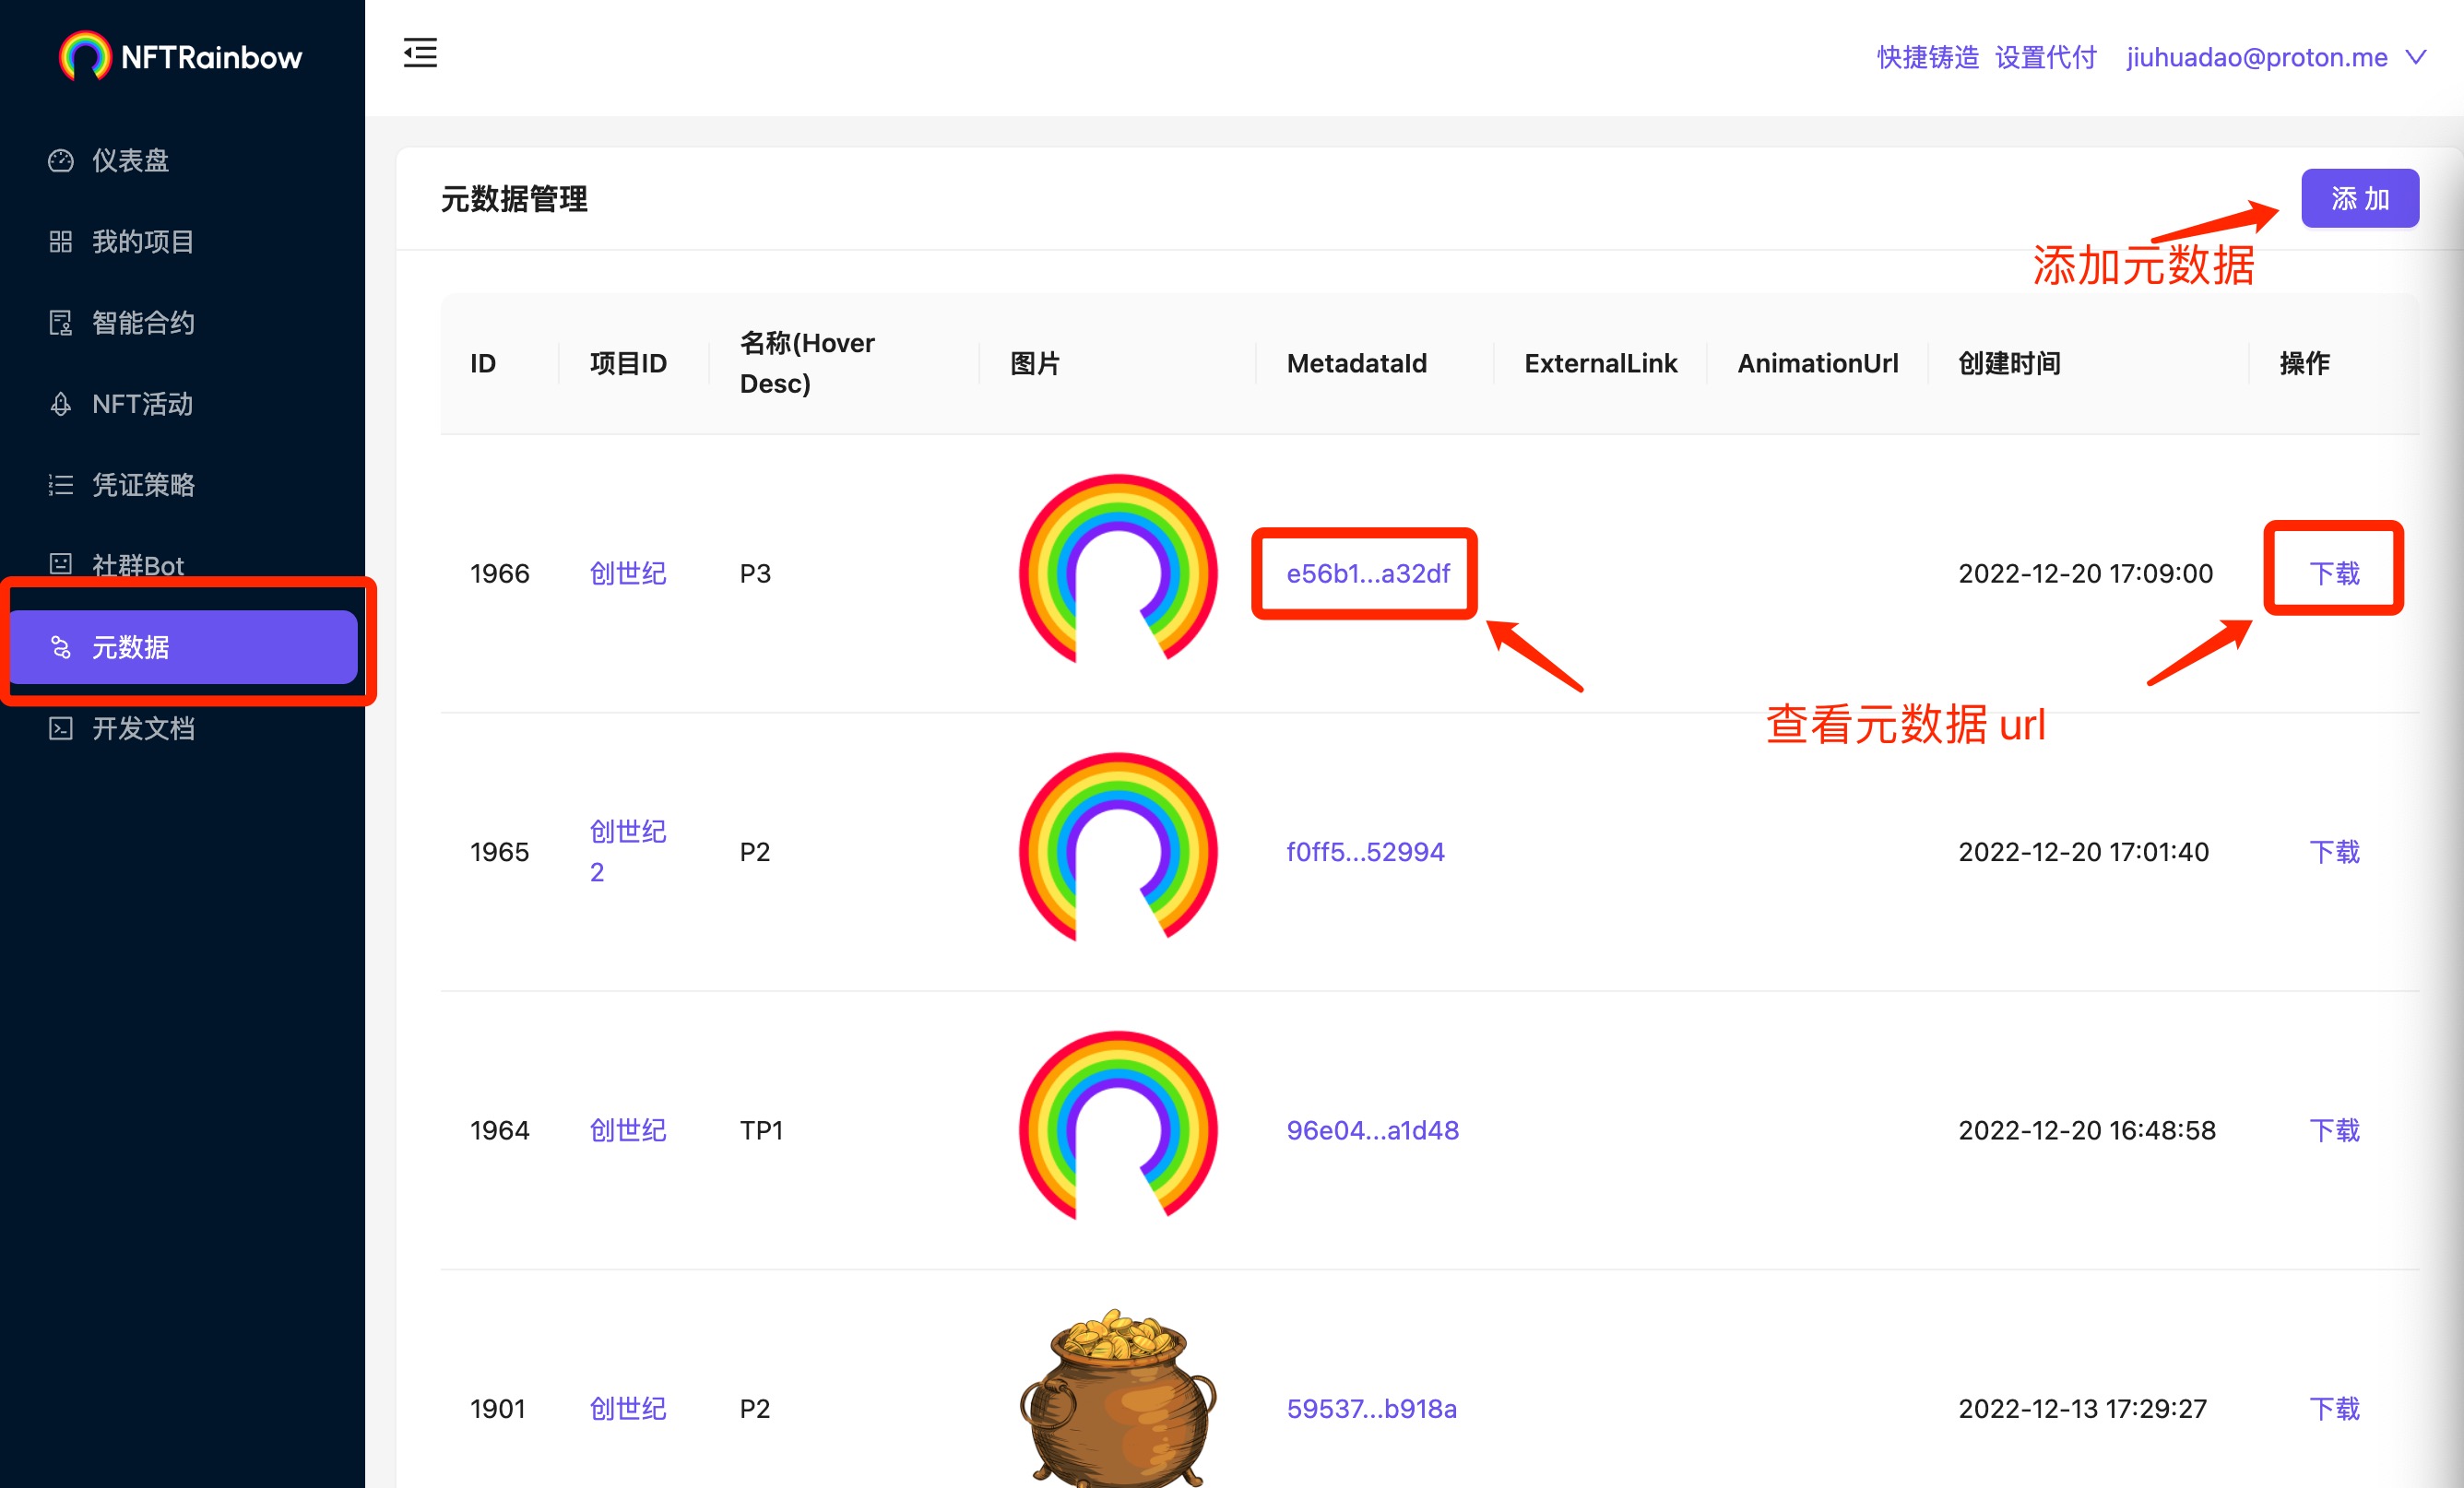 NFTRainbow
快捷铸造 设置代付 jiuhuadao@proton.me
仪表盘
我的项目
智能合约
NFT活动
凭证策略
社群Bot
元数据
开发文档
元数据管理
添 加
添加元数据
ID 项目ID 名称(Hover Desc) 图片 MetadataId ExternalLink AnimationUrl 创建时间 操作
1966 创世纪 P3 e56b1...a32df 2022-12-20 17:09:00 下载
查看元数据 url
1965 创世纪 2 P2 f0ff5...52994 2022-12-20 17:01:40 下载
1964 创世纪 TP1 96e04...a1d48 2022-12-20 16:48:58 下载
1901 创世纪 P2 59537...b918a 2022-12-13 17:29:27 下载